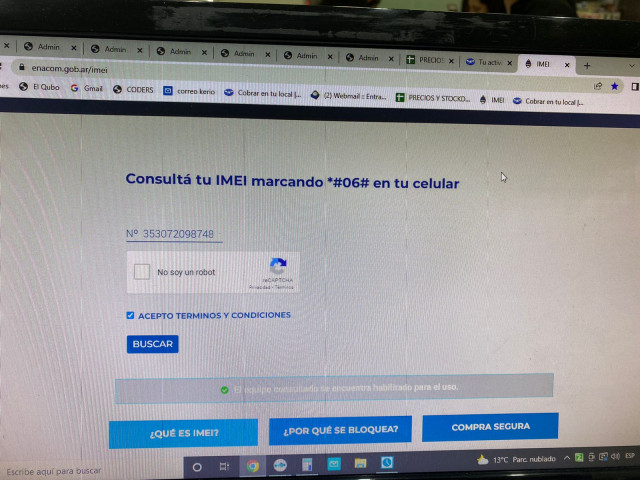 Admin × Admin × Admin × Admin × Admin × Admin × PRECIOS × Tu activi × IMEI × +
enacom.gob.ar/imei
El Qubo Gmail CODERS correo kerio Cobrar en tu local |... (2) Webmail :: Entra... PRECIOS Y STOCKD... IMEI Cobrar en tu local |...
Consultá tu IMEI marcando *#06# en tu celular
Nº 353072098748
No soy un robot
reCAPTCHA
Privacidad - Términos
ACEPTO TERMINOS Y CONDICIONES
BUSCAR
El equipo consultado se encuentra habilitado para el uso.
¿QUÉ ES IMEI? ¿POR QUÉ SE BLOQUEA? COMPRA SEGURA
Escribe aquí para buscar
13°C Parc. nublado ESP